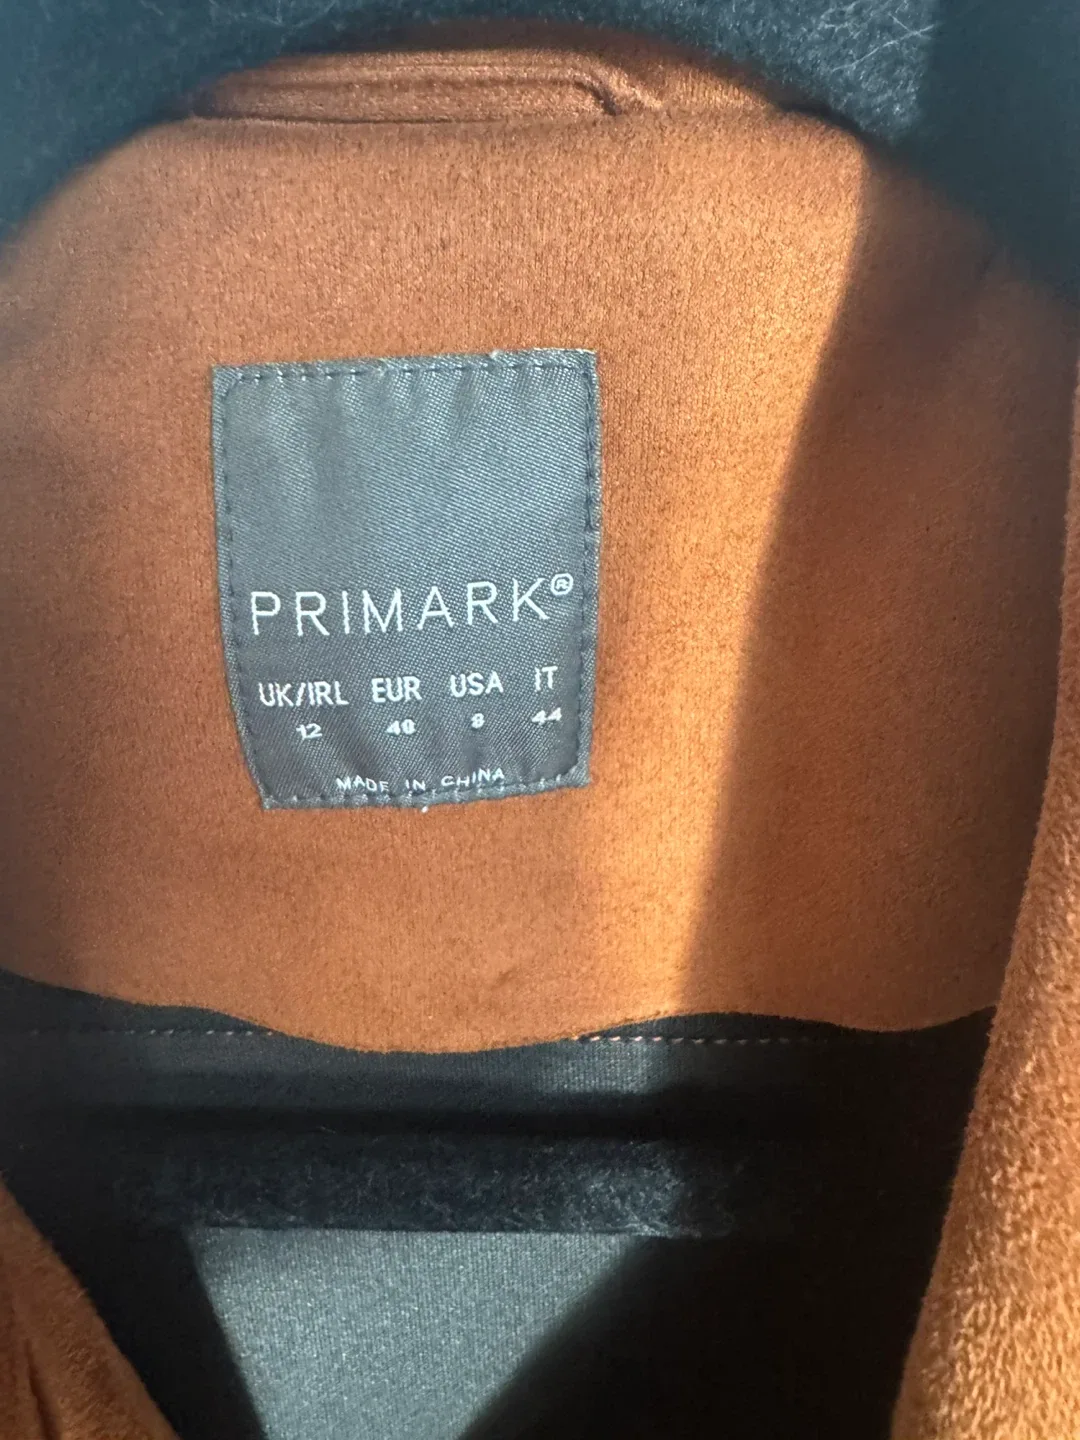 PRIMARK®
UK/IRL EUR USA IT
12 40 8 44
MADE IN CHINA